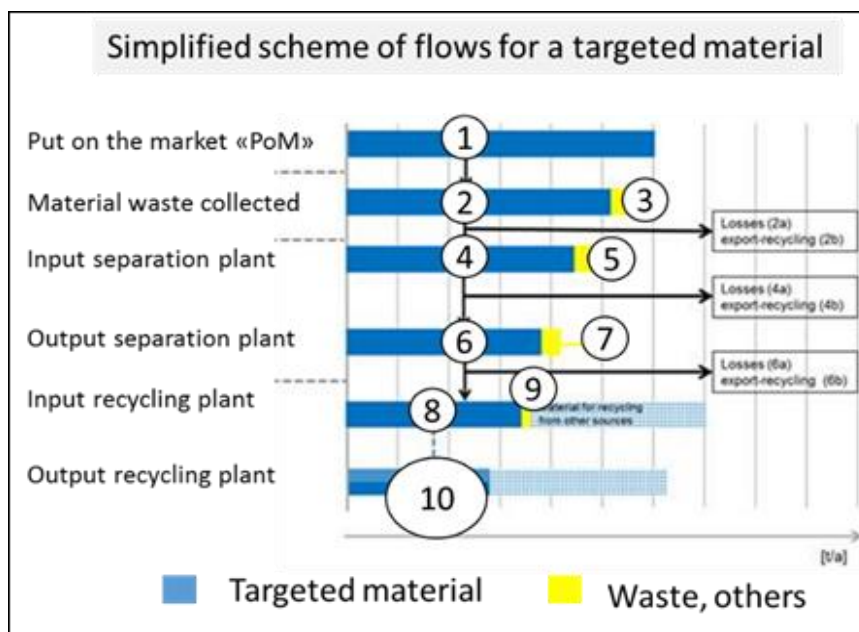 Simplified scheme of flows for a targeted material
Put on the market «PoM»
1
Material waste collected
2
3
Losses (2a)
export-recycling (2b)
Input separation plant
4
5
Losses (4a)
export-recycling (4b)
Output separation plant
6
7
Losses (6a)
export-recycling (6b)
9
Input recycling plant
8
material for recycling
from other sources
Output recycling plant
10
[t/a]
Targeted material
Waste, others